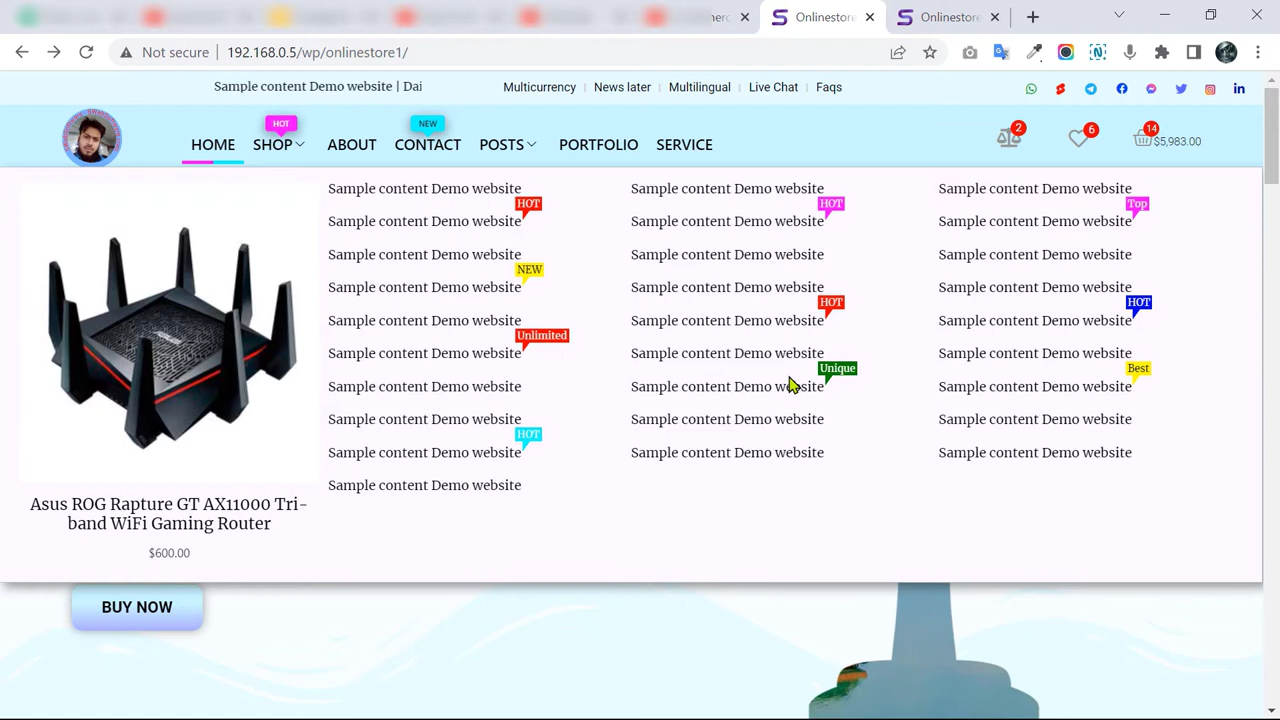 Onlinestore
Onlinestore
Not secure
192.168.0.5/wp/onlinestore1/
Sample content Demo website | Dai
Multicurrency
News later
Multilingual
Live Chat
Faqs
HOT
NEW
HOME
SHOP
ABOUT
CONTACT
POSTS
PORTFOLIO
SERVICE
2
6
14
$5,983.00
Sample content Demo website
HOT
Sample content Demo website
Sample content Demo website
NEW
Sample content Demo website
Sample content Demo website
Unlimited
Sample content Demo website
Sample content Demo website
Sample content Demo website
HOT
Sample content Demo website
Sample content Demo website
Sample content Demo website
HOT
Sample content Demo website
Sample content Demo website
Sample content Demo website
HOT
Sample content Demo website
Sample content Demo website
Unique
Sample content Demo website
Sample content Demo website
Sample content Demo website
Sample content Demo website
Top
Sample content Demo website
Sample content Demo website
Sample content Demo website
HOT
Sample content Demo website
Sample content Demo website
Best
Sample content Demo website
Sample content Demo website
Sample content Demo website
Asus ROG Rapture GT AX11000 Tri-
band WiFi Gaming Router
$600.00
BUY NOW